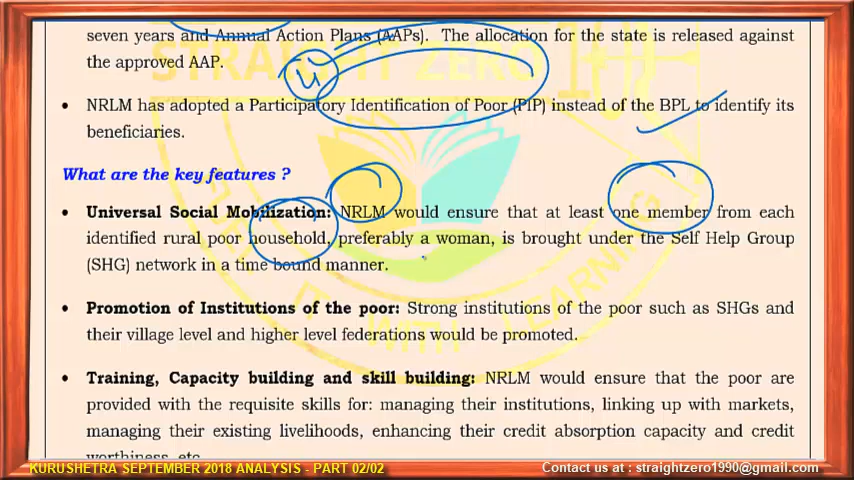 seven years and Annual Action Plans (AAPs). The allocation for the state is released against
the approved AAP.
• NRLM has adopted a Participatory Identification of Poor (PIP) instead of the BPL to identify its
beneficiaries.
What are the key features ?
• Universal Social Mobilization: NRLM would ensure that at least one member from each
identified rural poor household, preferably a woman, is brought under the Self Help Group
(SHG) network in a time bound manner.
• Promotion of Institutions of the poor: Strong institutions of the poor such as SHGs and
their village level and higher level federations would be promoted.
• Training, Capacity building and skill building: NRLM would ensure that the poor are
provided with the requisite skills for: managing their institutions, linking up with markets,
managing their existing livelihoods, enhancing their credit absorption capacity and credit
worthiness, etc.
STRAIGHT ZERO
WITH LEARNING
KURUSHETRA SEPTEMBER 2018 ANALYSIS - PART 02/02
Contact us at : straightzero1990@gmail.com